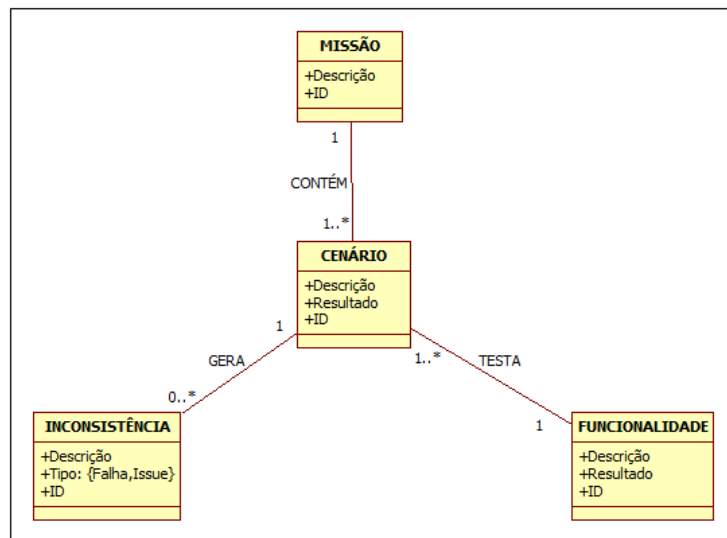 MISSÃO
+Descrição
+ID
1
CONTÉM
1..*
CENÁRIO
+Descrição
+Resultado
+ID
1
1..*
GERA
TESTA
0..*
1
INCONSISTÊNCIA
+Descrição
+Tipo: {Falha,Issue}
+ID
FUNCIONALIDADE
+Descrição
+Resultado
+ID